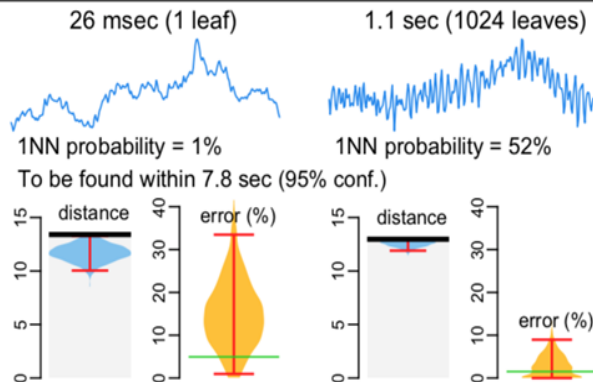 26 msec (1 leaf)
1.1 sec (1024 leaves)
1NN probability = 1%
1NN probability = 52%
To be found within 7.8 sec (95% conf.)
distance
15
10
5
0
error (%)
40
30
20
10
0
distance
15
10
5
0
error (%)
40
30
20
10
0